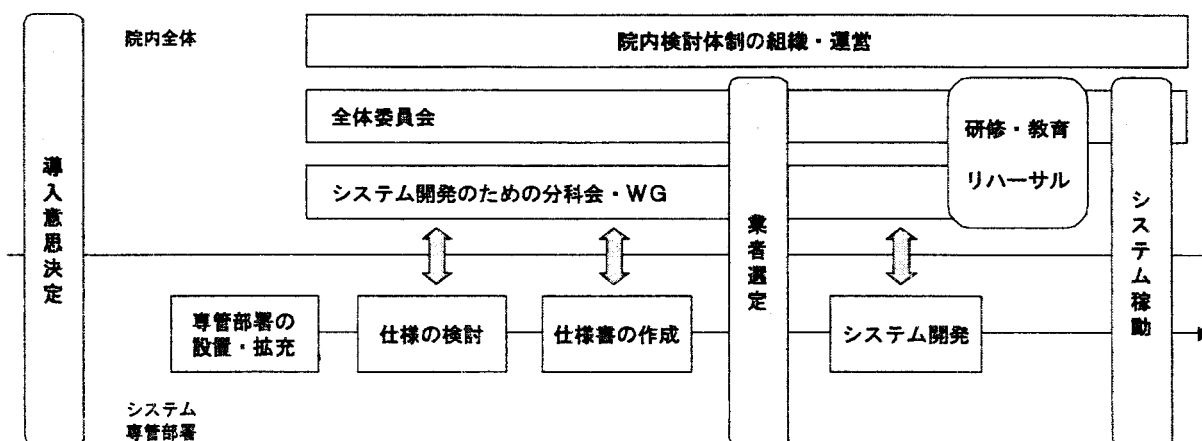 院内全体
院内検討体制の組織・運営
全体委員会
研修・教育
リハーサル
システム開発のための分科会・WG
導入意思決定
業者選定
システム稼動
専管部署の
設置・拡充
仕様の検討
仕様書の作成
システム開発
システム
専管部署